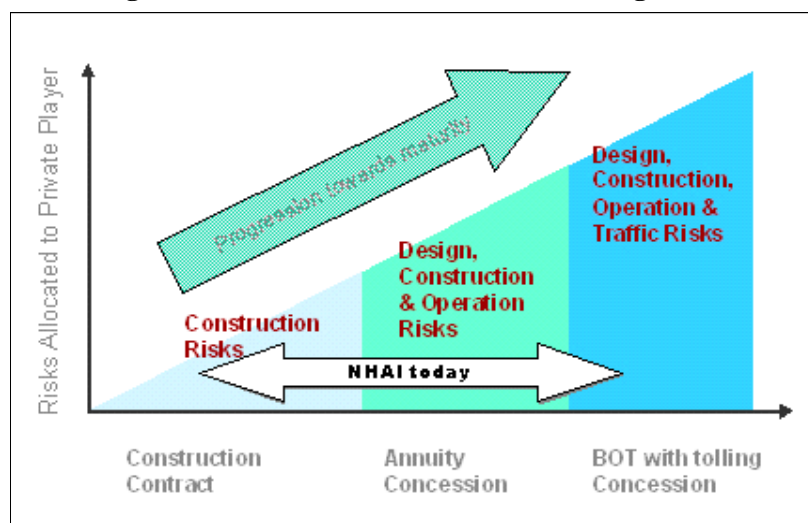 Risks Allocated to Private Player
Progression towards maturity
Construction
Risks
Design,
Construction
& Operation
Risks
Design,
Construction,
Operation &
Traffic Risks
NHAI today
Construction
Contract
Annuity
Concession
BOT with tolling
Concession